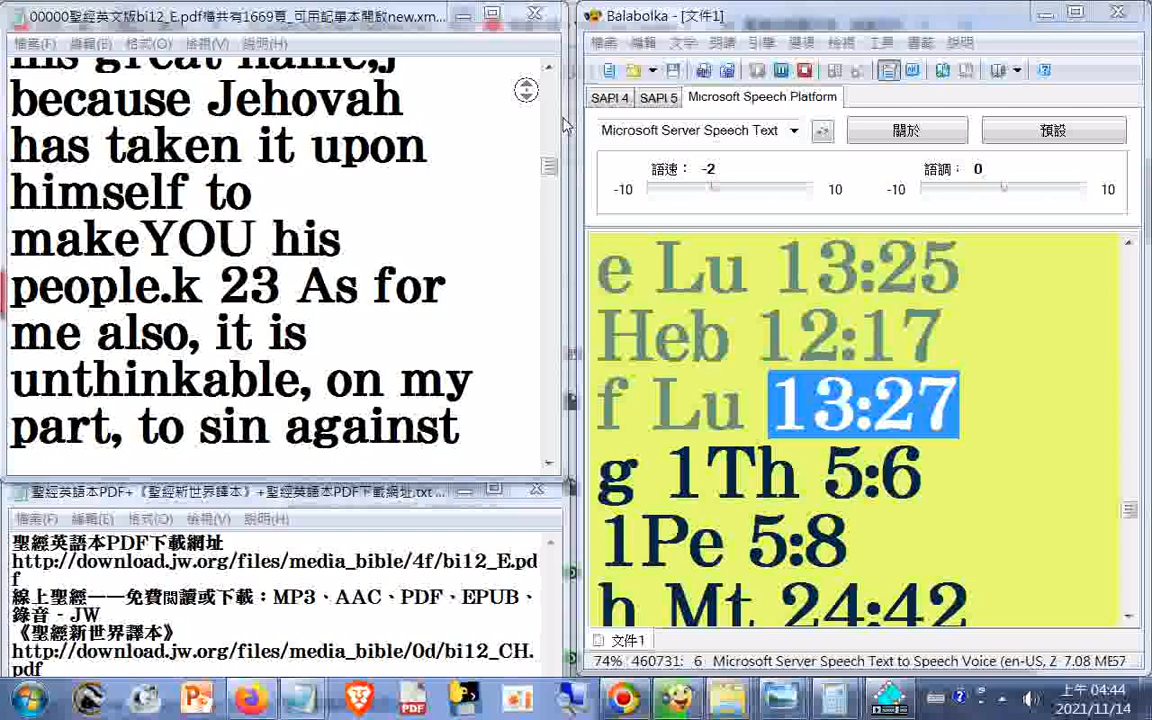 00000聖經英文版bi12_E.pdf檔共有1669頁_可用記事本開啟new.xm...
檔案(F) 編輯(E) 格式(O) 檢視(V) 說明(H)
his great name,j
because Jehovah
has taken it upon
himself to
makeYOU his
people.k 23 As for
me also, it is
unthinkable, on my
part, to sin against
聖經英語本PDF+《聖經新世界譯本》+聖經英語本PDF下載網址.txt ...
檔案(F) 編輯(E) 格式(O) 檢視(V) 說明(H)
聖經英語本PDF下載網址
http://download.jw.org/files/media_bible/4f/bi12_E.pd
f
線上聖經——免費閱讀或下載：MP3、AAC、PDF、EPUB、
錄音 - JW
《聖經新世界譯本》
http://download.jw.org/files/media_bible/0d/bi12_CH.
pdf
Balabolka - [文件1]
檔案 編輯 文字 朗讀 引擎 選項 檢視 工具 書籤 說明
SAPI 4 SAPI 5 Microsoft Speech Platform
Microsoft Server Speech Text 關於 預設
語速： -2 語調： 0
-10 10 -10 10
e Lu 13:25
Heb 12:17
f Lu 13:27
g 1Th 5:6
1Pe 5:8
h Mt 24:42
文件1
74% 460731: 6 Microsoft Server Speech Text to Speech Voice (en-US, Z 7.08 ME57
PDF
上午 04:44
2021/11/14